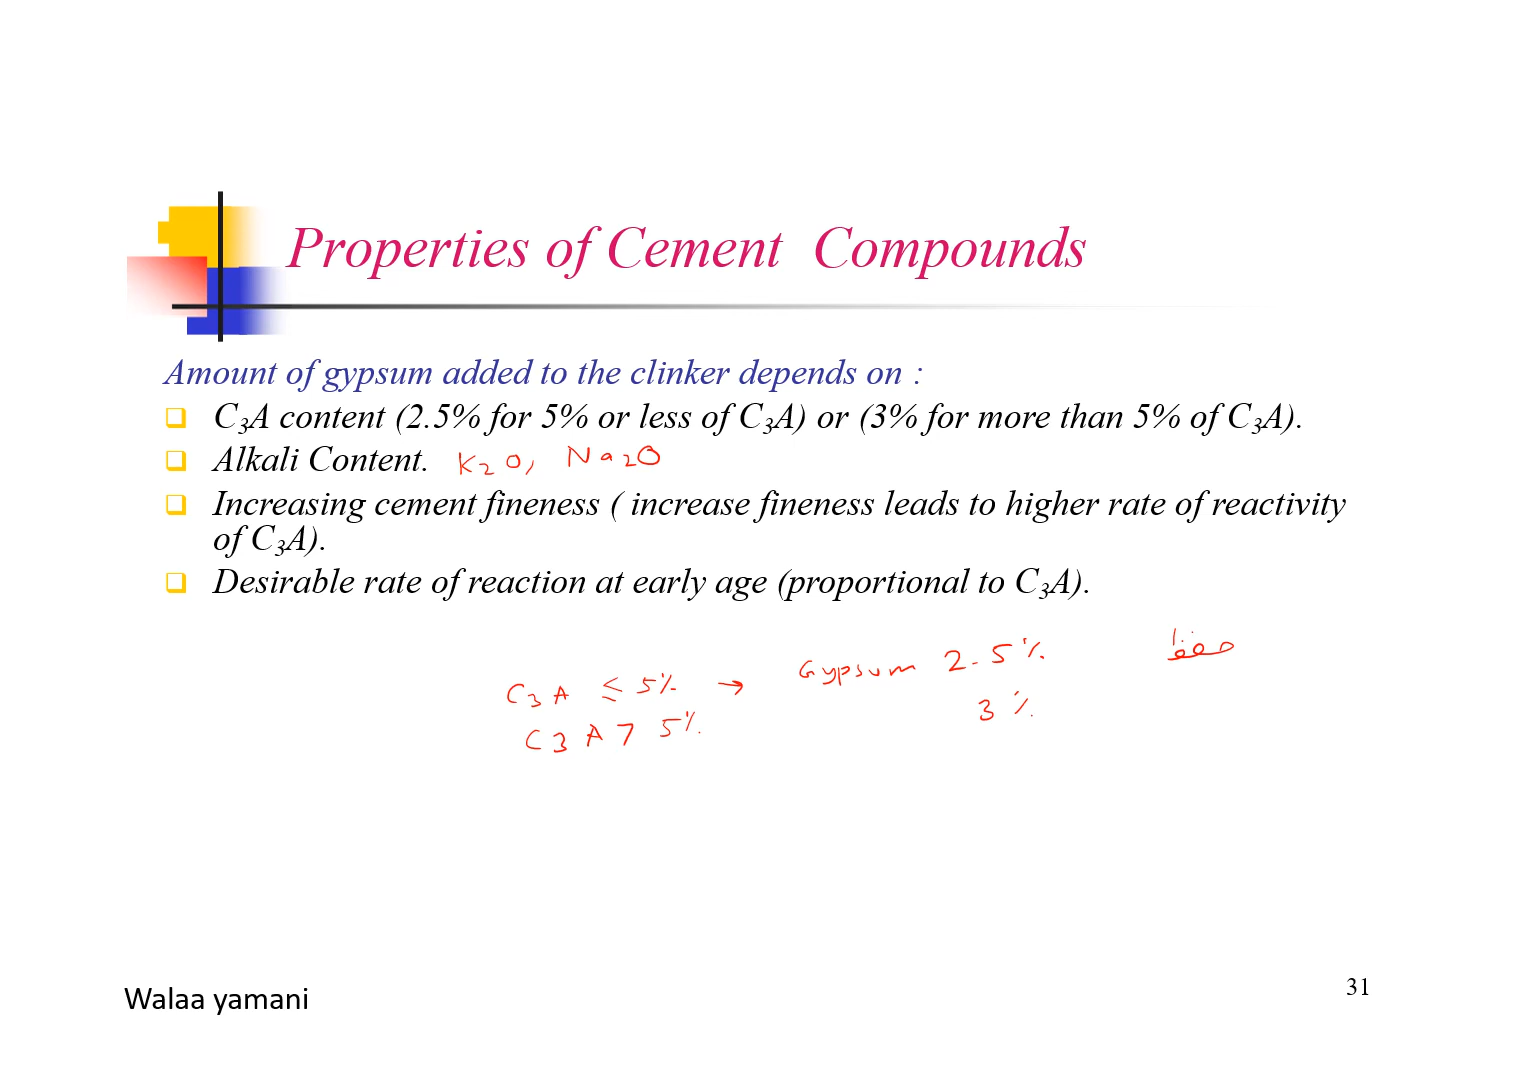 Properties of Cement Compounds
Amount of gypsum added to the clinker depends on :
C₃A content (2.5% for 5% or less of C₃A) or (3% for more than 5% of C₃A).
Alkali Content. K₂O, Na₂O
Increasing cement fineness ( increase fineness leads to higher rate of reactivity
of C₃A).
Desirable rate of reaction at early age (proportional to C₃A).
C₃A ≤ 5% → Gypsum 2.5% حفظ
C₃A > 5% 3%
Walaa yamani
31